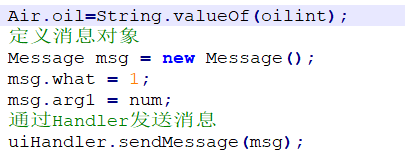 Air.oil=String.valueOf(oilint);
定义消息对象
Message msg = new Message();
msg.what = 1;
msg.arg1 = num;
通过Handler发送消息
uiHandler.sendMessage(msg);